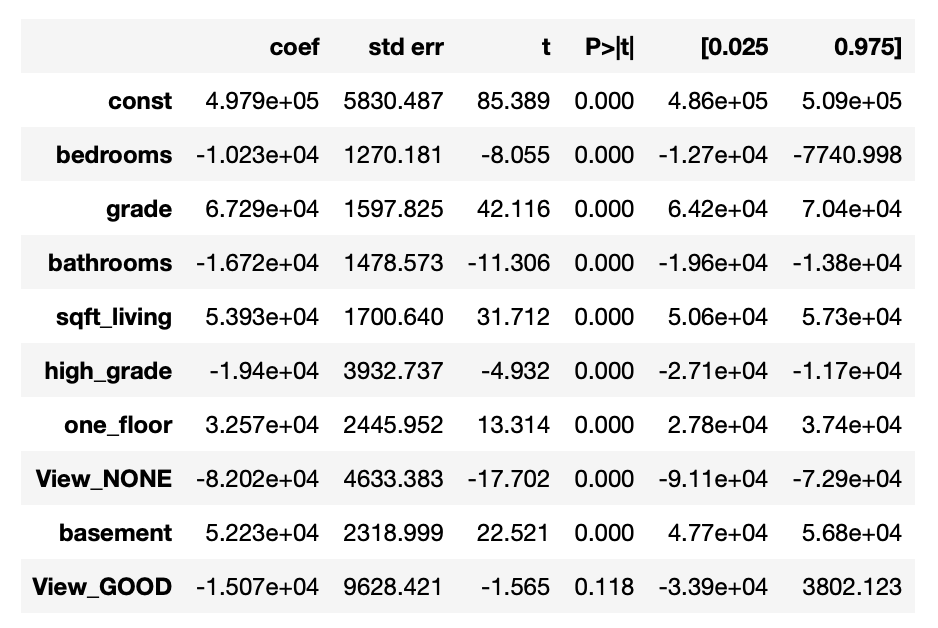 coef std err t P>|t| [0.025 0.975]
const 4.979e+05 5830.487 85.389 0.000 4.86e+05 5.09e+05
bedrooms -1.023e+04 1270.181 -8.055 0.000 -1.27e+04 -7740.998
grade 6.729e+04 1597.825 42.116 0.000 6.42e+04 7.04e+04
bathrooms -1.672e+04 1478.573 -11.306 0.000 -1.96e+04 -1.38e+04
sqft_living 5.393e+04 1700.640 31.712 0.000 5.06e+04 5.73e+04
high_grade -1.94e+04 3932.737 -4.932 0.000 -2.71e+04 -1.17e+04
one_floor 3.257e+04 2445.952 13.314 0.000 2.78e+04 3.74e+04
View_NONE -8.202e+04 4633.383 -17.702 0.000 -9.11e+04 -7.29e+04
basement 5.223e+04 2318.999 22.521 0.000 4.77e+04 5.68e+04
View_GOOD -1.507e+04 9628.421 -1.565 0.118 -3.39e+04 3802.123